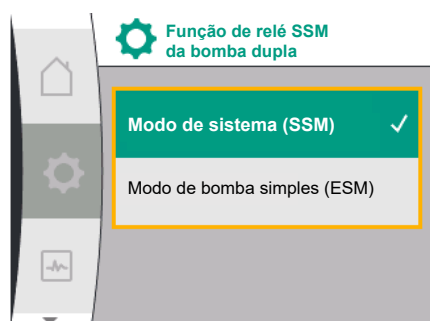 Função de relé SSM
da bomba dupla
Modo de sistema (SSM)
Modo de bomba simples (ESM)